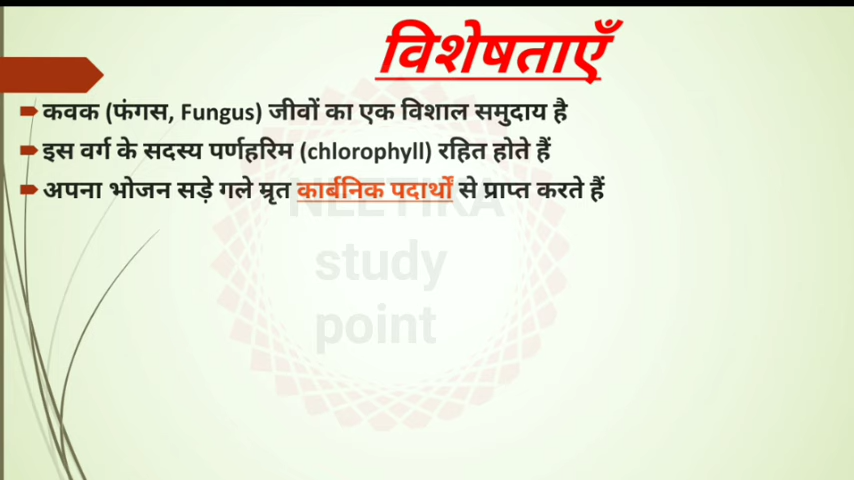 विशेषताएँ
कवक (फंगस, Fungus) जीवों का एक विशाल समुदाय है
इस वर्ग के सदस्य पर्णहरिम (chlorophyll) रहित होते हैं
अपना भोजन सड़े गले म्रृत कार्बनिक पदार्थों से प्राप्त करते हैं
NEETIKA
study
point